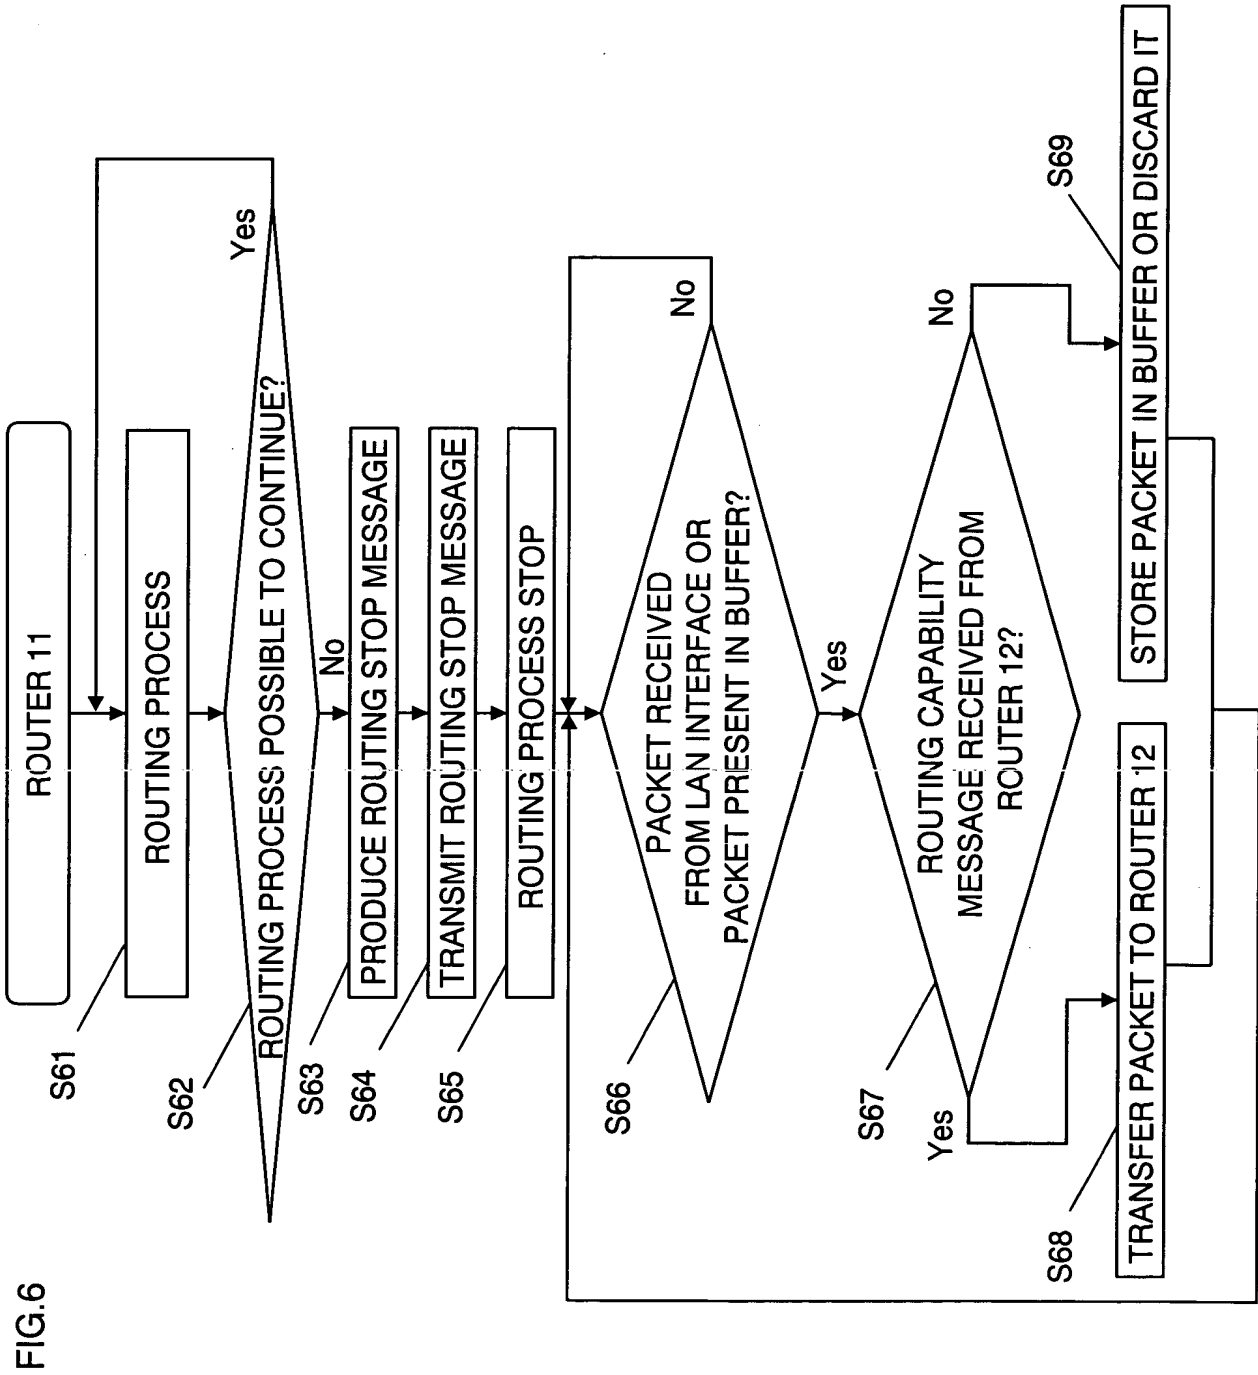 FIG.6
ROUTER 11
S61
ROUTING PROCESS
S62
ROUTING PROCESS POSSIBLE TO CONTINUE?
Yes
No
S63
PRODUCE ROUTING STOP MESSAGE
S64
TRANSMIT ROUTING STOP MESSAGE
S65
ROUTING PROCESS STOP
S66
PACKET RECEIVED
FROM LAN INTERFACE OR
PACKET PRESENT IN BUFFER?
No
Yes
S67
ROUTING CAPABILITY
MESSAGE RECEIVED FROM
ROUTER 12?
Yes
No
S68
TRANSFER PACKET TO ROUTER 12
S69
STORE PACKET IN BUFFER OR DISCARD IT